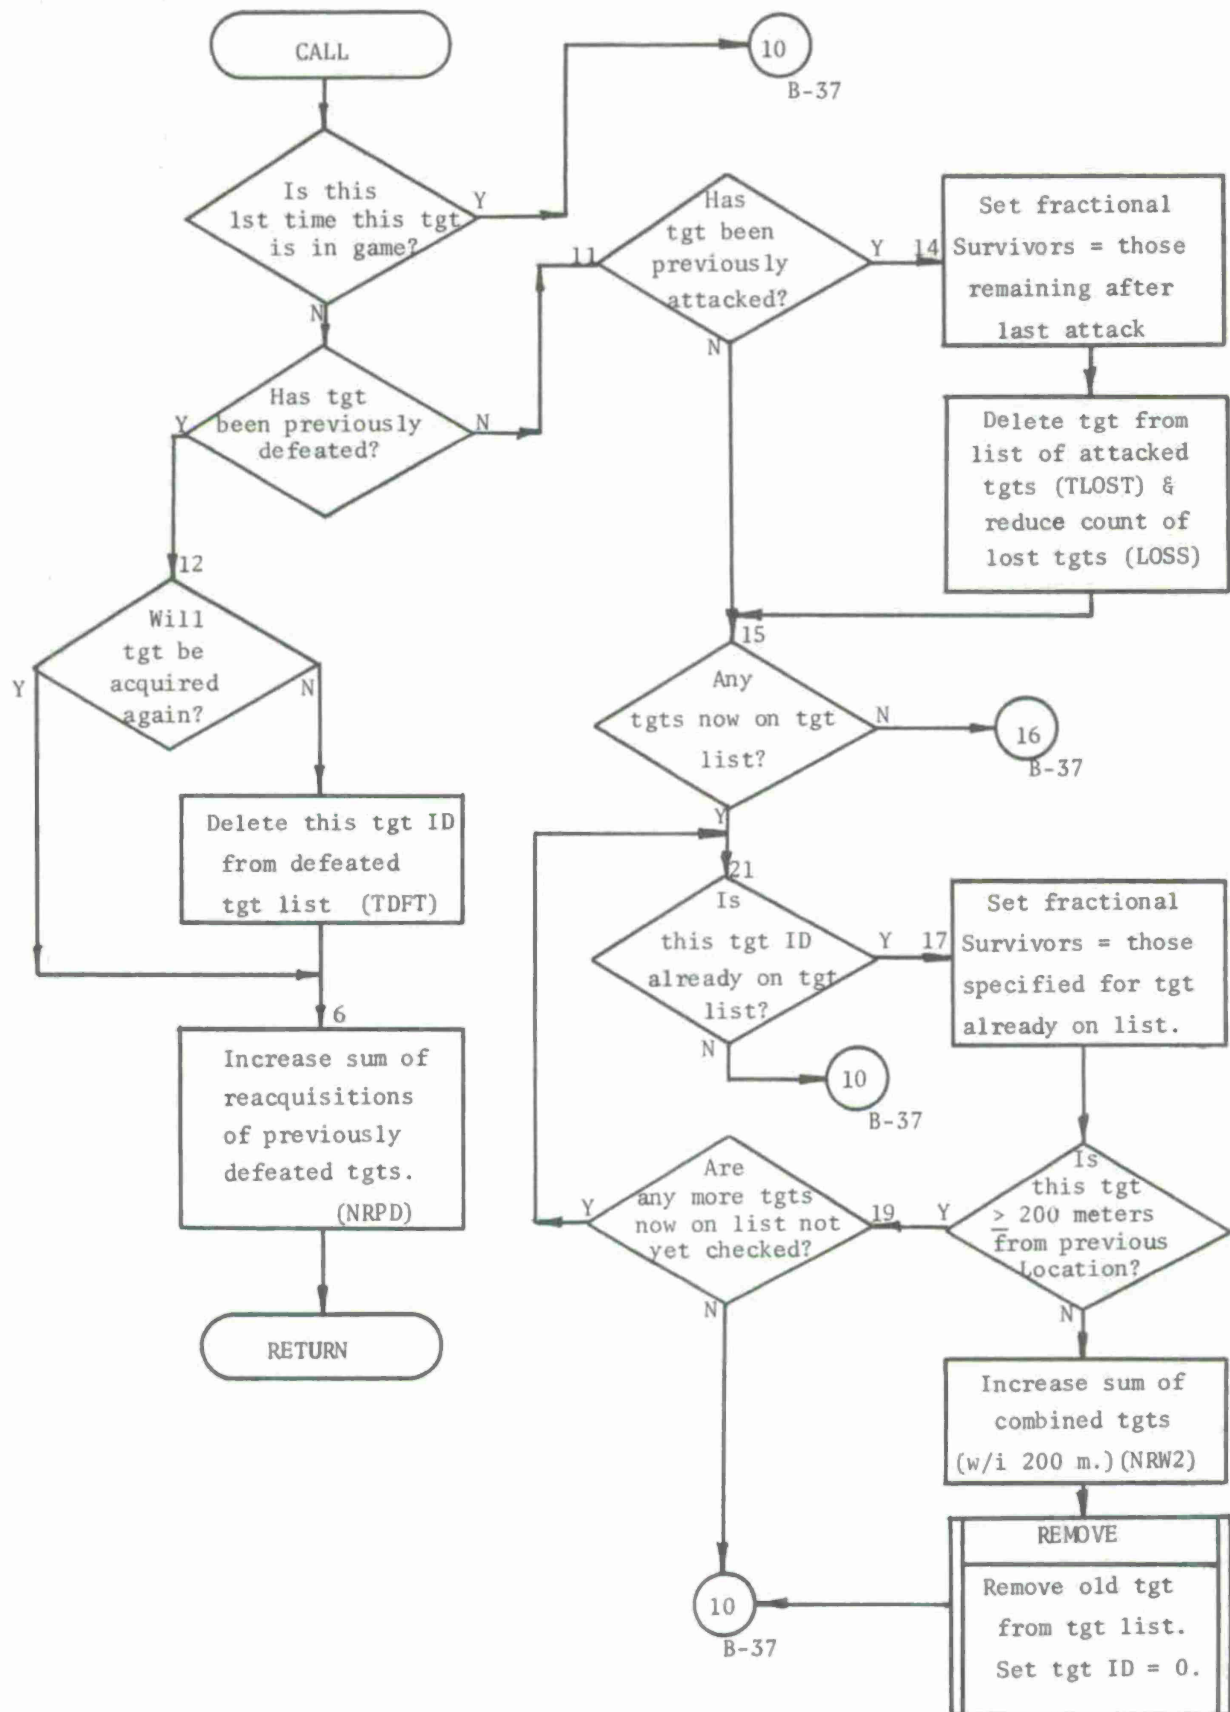 CALL
10
B-37
Is this
1st time this tgt
is in game?
Y
N
Has tgt
been previously
defeated?
Y
N
11
Has
tgt been
previously
attacked?
Y
14
N
Set fractional
Survivors = those
remaining after
last attack
Delete tgt from
list of attacked
tgts (TLOST) &
reduce count of
lost tgts (LOSS)
12
Will
tgt be
acquired
again?
Y
N
Delete this tgt ID
from defeated
tgt list (TDFT)
6
Increase sum of
reacquisitions
of previously
defeated tgts.
(NRPD)
RETURN
15
Any
tgts now on tgt
list?
N
16
B-37
Y
21
Is
this tgt ID
already on tgt
list?
Y
17
N
10
B-37
Set fractional
Survivors = those
specified for tgt
already on list.
Is
this tgt
≥ 200 meters
from previous
Location?
Y
N
19
Are
any more tgts
now on list not
yet checked?
Y
N
Increase sum of
combined tgts
(w/i 200 m.)(NRW2)
REMOVE
Remove old tgt
from tgt list.
Set tgt ID = 0.
10
B-37